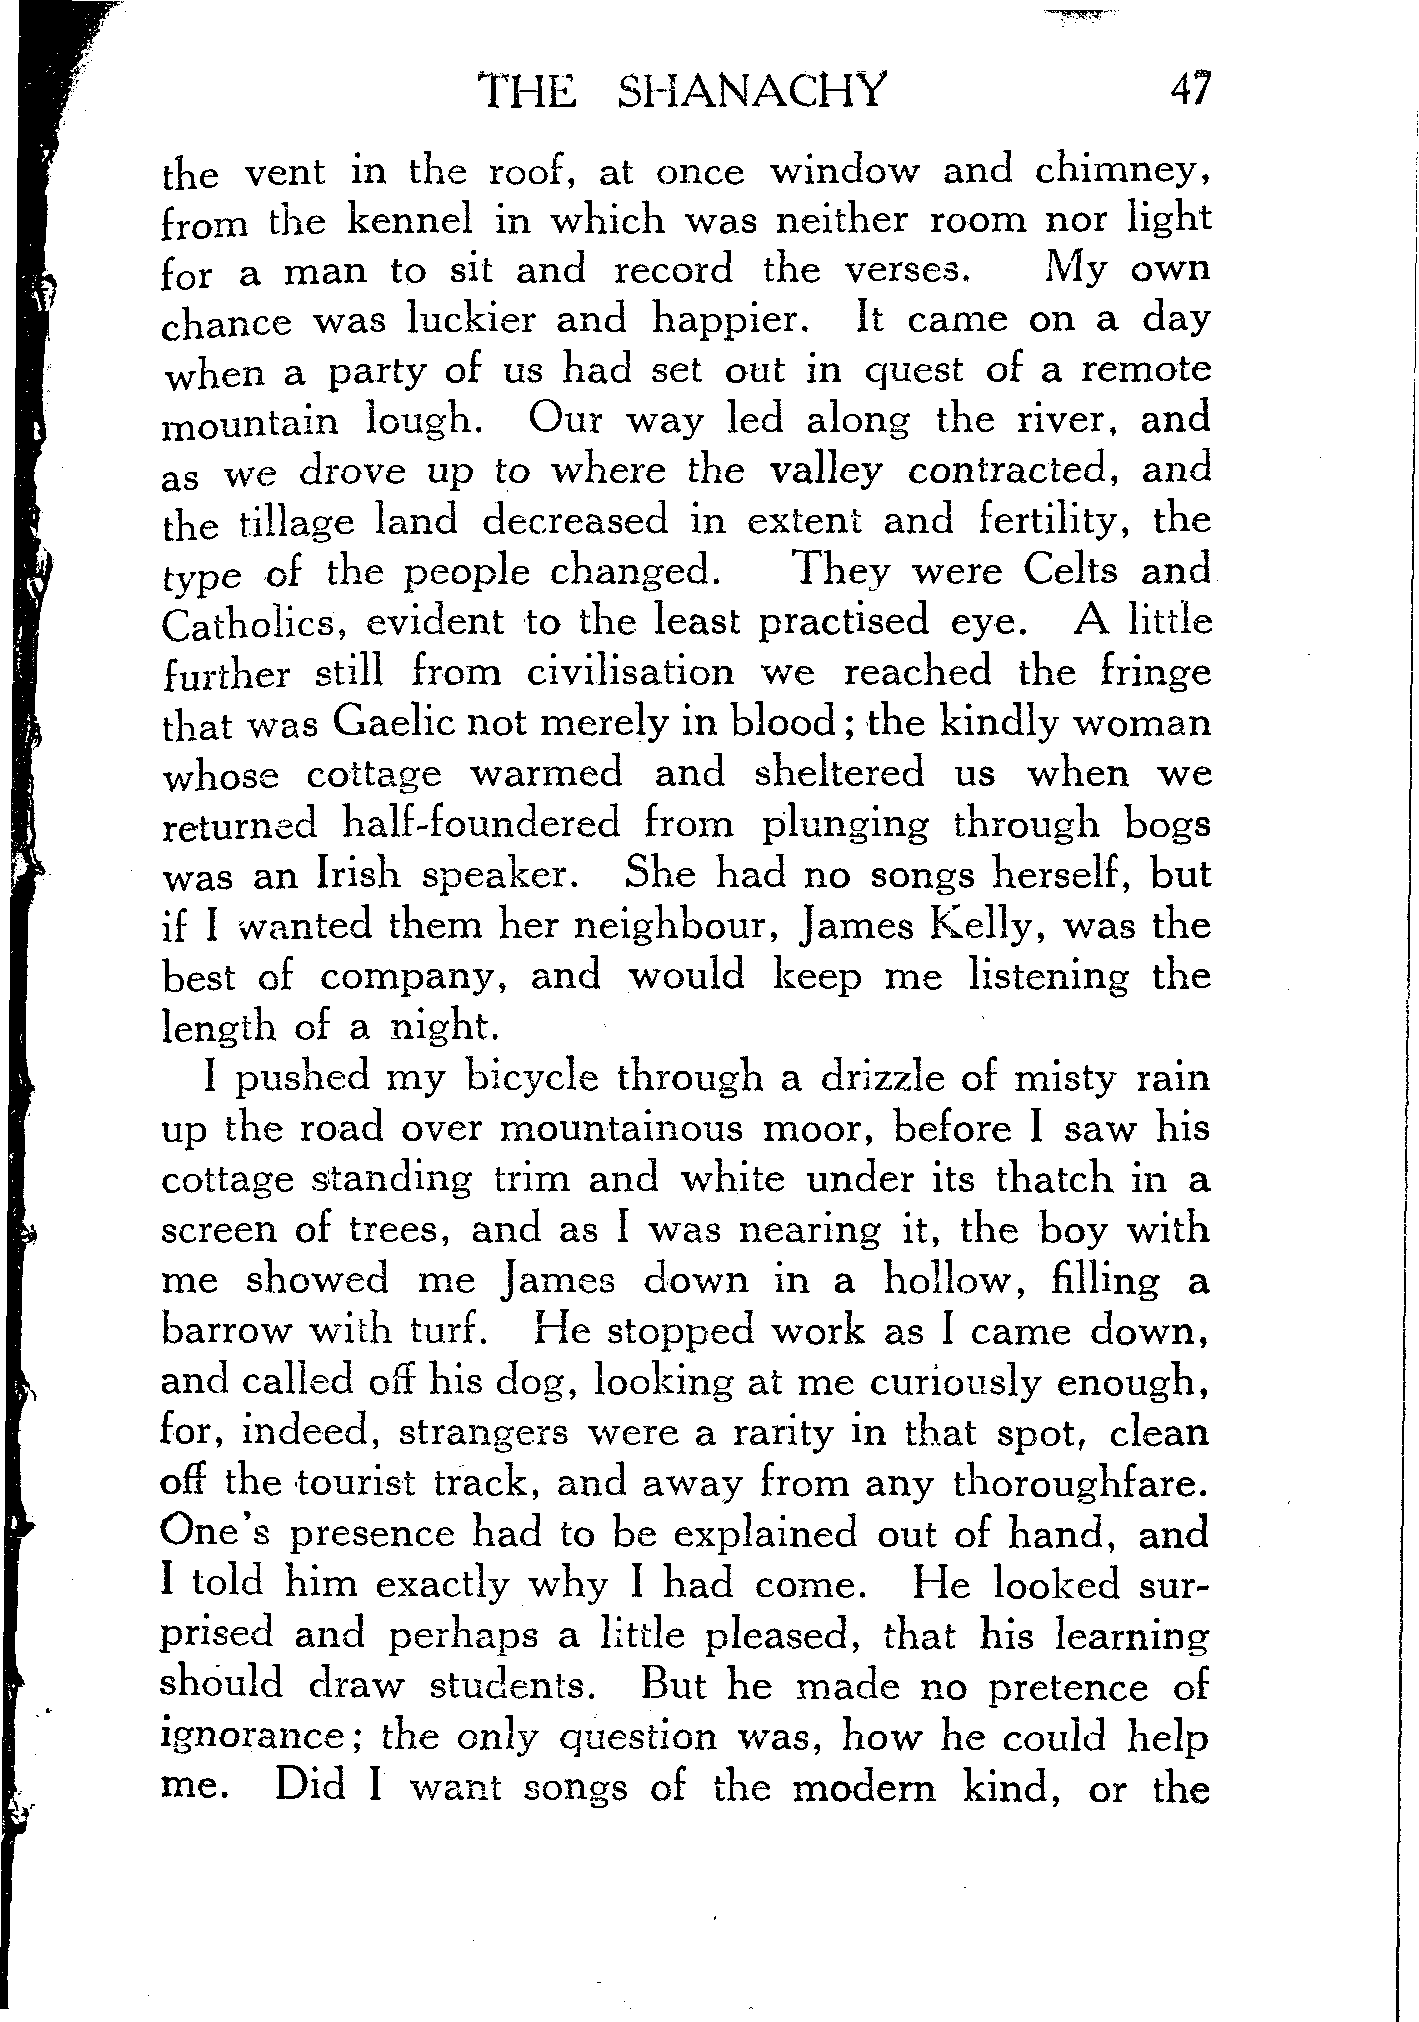 THE SHANACHY 47
the vent in the roof, at once window and chimney,
from the kennel in which was neither room nor light
for a man to sit and record the verses. My own
chance was luckier and happier. It came on a day
when a party of us had set out in quest of a remote
mountain lough. Our way led along the river, and
as we drove up to where the valley contracted, and
the tillage land decreased in extent and fertility, the
type of the people changed. They were Celts and
Catholics, evident to the least practised eye. A little
further still from civilisation we reached the fringe
that was Gaelic not merely in blood; the kindly woman
whose cottage warmed and sheltered us when we
returned half-foundered from plunging through bogs
was an Irish speaker. She had no songs herself, but
if I wanted them her neighbour, James Kelly, was the
best of company, and would keep me listening the
length of a night.
I pushed my bicycle through a drizzle of misty rain
up the road over mountainous moor, before I saw his
cottage standing trim and white under its thatch in a
screen of trees, and as I was nearing it, the boy with
me showed me James down in a hollow, filling a
barrow with turf. He stopped work as I came down,
and called off his dog, looking at me curiously enough,
for, indeed, strangers were a rarity in that spot, clean
off the tourist track, and away from any thoroughfare.
One's presence had to be explained out of hand, and
I told him exactly why I had come. He looked sur-
prised and perhaps a little pleased, that his learning
should draw students. But he made no pretence of
ignorance; the only question was, how he could help
me. Did I want songs of the modern kind, or the